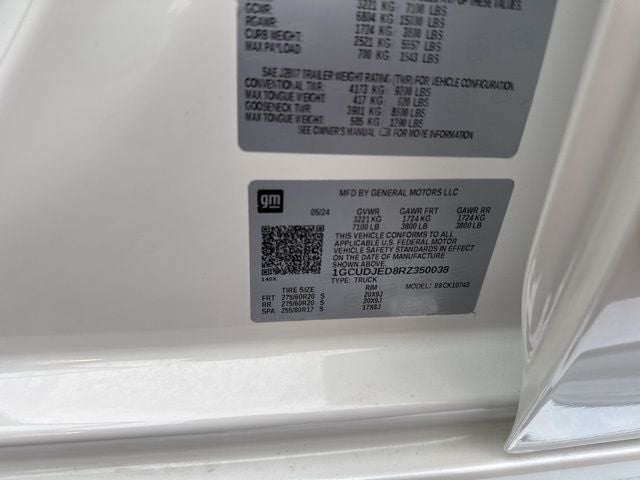 OF THESE VALUES.
GCWR: 3221 KG 7100 LBS
RGAWR: 6804 KG 15000 LBS
CURB WEIGHT: 1724 KG 3800 LBS
MAX PAYLOAD 2521 KG 5557 LBS
700 KG 1543 LBS
SAE J2807 TRAILER WEIGHT RATING (TWR) FOR VEHICLE CONFIGURATION.
CONVENTIONAL TWR: 4173 KG 9200 LBS
MAX TONGUE WEIGHT: 417 KG 920 LBS
GOOSENECK TWR: 3901 KG 8600 LBS
MAX TONGUE WEIGHT: 585 KG 1290 LBS
SEE OWNER'S MANUAL FOR MORE INFORMATION
gm
MFD BY GENERAL MOTORS LLC
05/24 GVWR GAWR FRT GAWR RR
3221 KG 1724 KG 1724 KG
7100 LB 3800 LB 3800 LB
THIS VEHICLE CONFORMS TO ALL
APPLICABLE U.S. FEDERAL MOTOR
VEHICLE SAFETY STANDARDS IN EFFECT
ON THE DATE OF MANUFACTURE
SHOWN ABOVE.
1GCUDJED8RZ350038
140X
TYPE: TRUCK
MODEL: 88CK10743
TIRE SIZE RIM
FRT 275/60R20 S 20X9J
RR 275/60R20 S 20X9J
SPA 255/80R17 S 17X8J